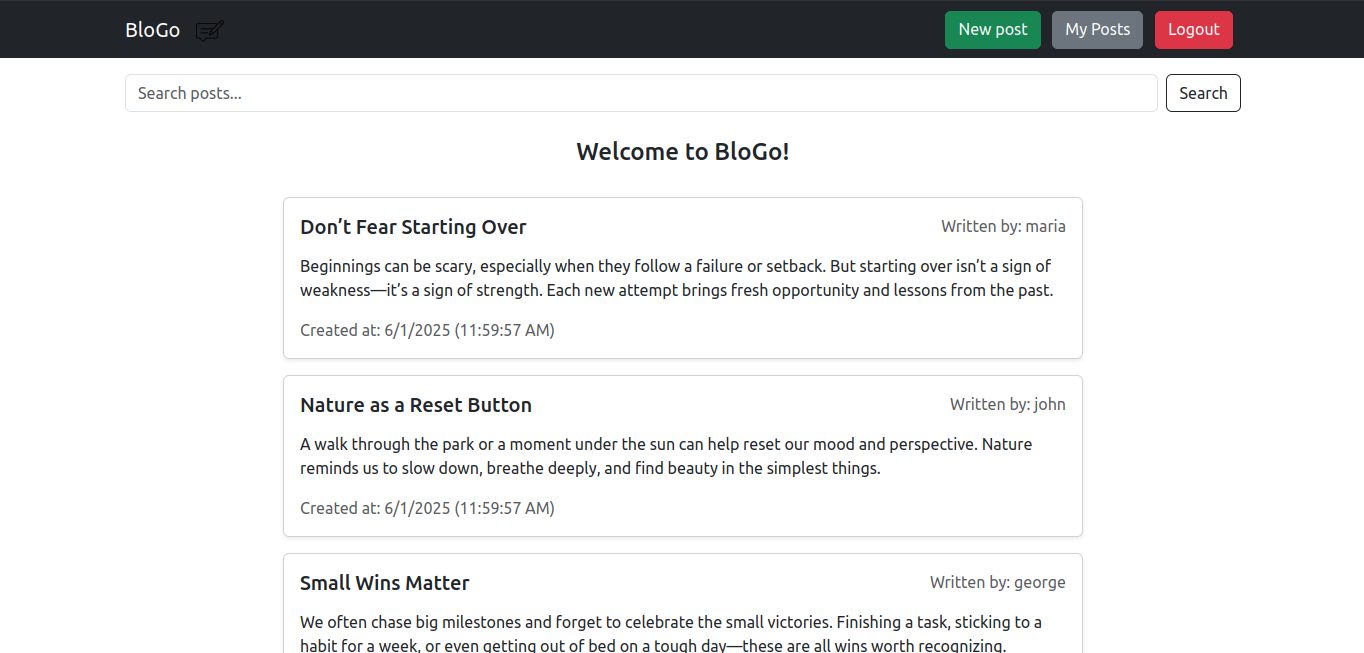 BloGo
New post
My Posts
Logout
Search posts...
Search
Welcome to BloGo!
Don’t Fear Starting Over
Written by: maria
Beginnings can be scary, especially when they follow a failure or setback. But starting over isn’t a sign of
weakness—it’s a sign of strength. Each new attempt brings fresh opportunity and lessons from the past.
Created at: 6/1/2025 (11:59:57 AM)
Nature as a Reset Button
Written by: john
A walk through the park or a moment under the sun can help reset our mood and perspective. Nature
reminds us to slow down, breathe deeply, and find beauty in the simplest things.
Created at: 6/1/2025 (11:59:57 AM)
Small Wins Matter
Written by: george
We often chase big milestones and forget to celebrate the small victories. Finishing a task, sticking to a
habit for a week, or even getting out of bed on a tough day—these are all wins worth recognizing.